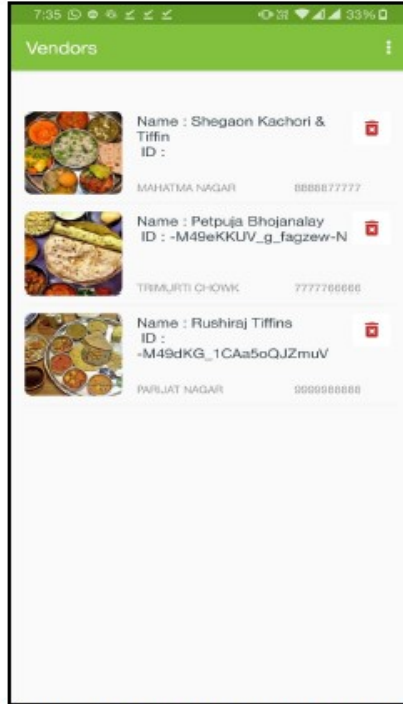 7:35 33%
Vendors
Name : Shegaon Kachori &
Tiffin
ID :
MAHATMA NAGAR 8888877777
Name : Petpuja Bhojanalay
ID : -M49eKKUV_g_fagzew-N
TRIMURTI CHOWK 7777766666
Name : Rushiraj Tiffins
ID :
-M49dKG_1CAa5oQJZmuV
PARIJAT NAGAR 9999988888